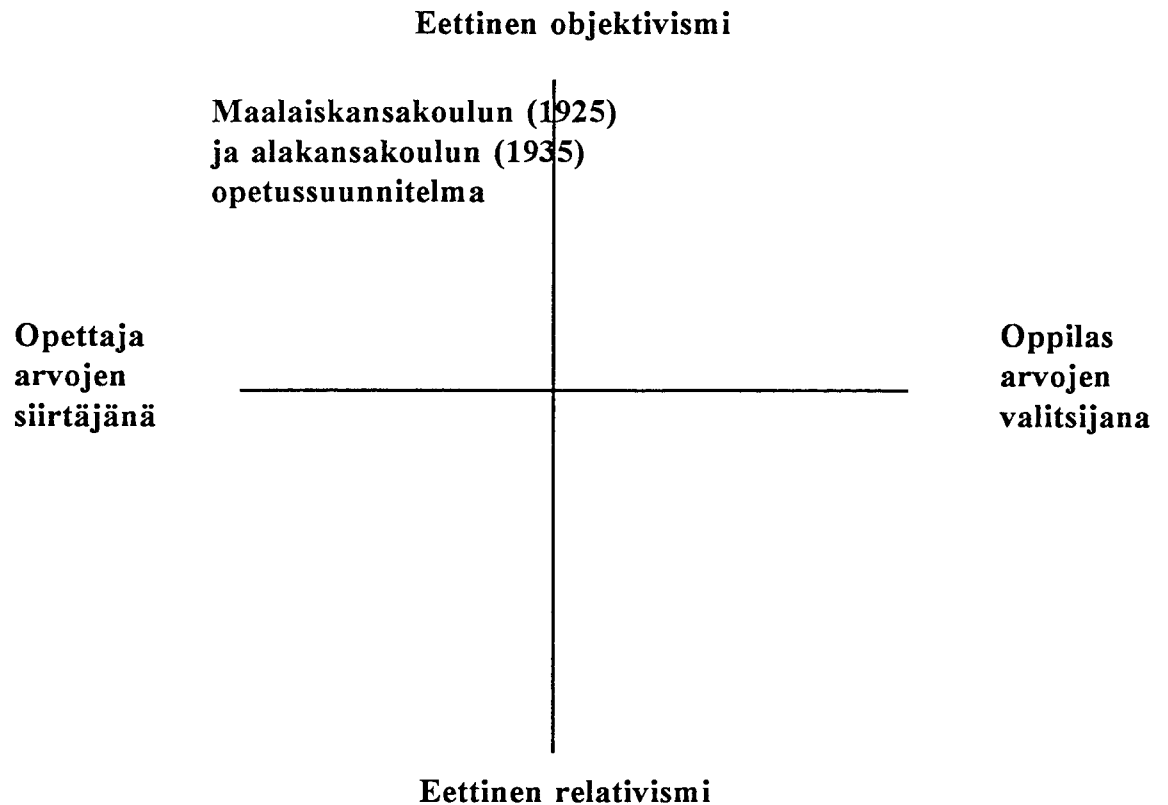 Eettinen objektivismi
Maalaiskansakoulun (1925)
ja alakansakoulun (1935)
opetussuunnitelma
Opettaja
arvojen
siirtäjänä
Oppilas
arvojen
valitsijana
Eettinen relativismi